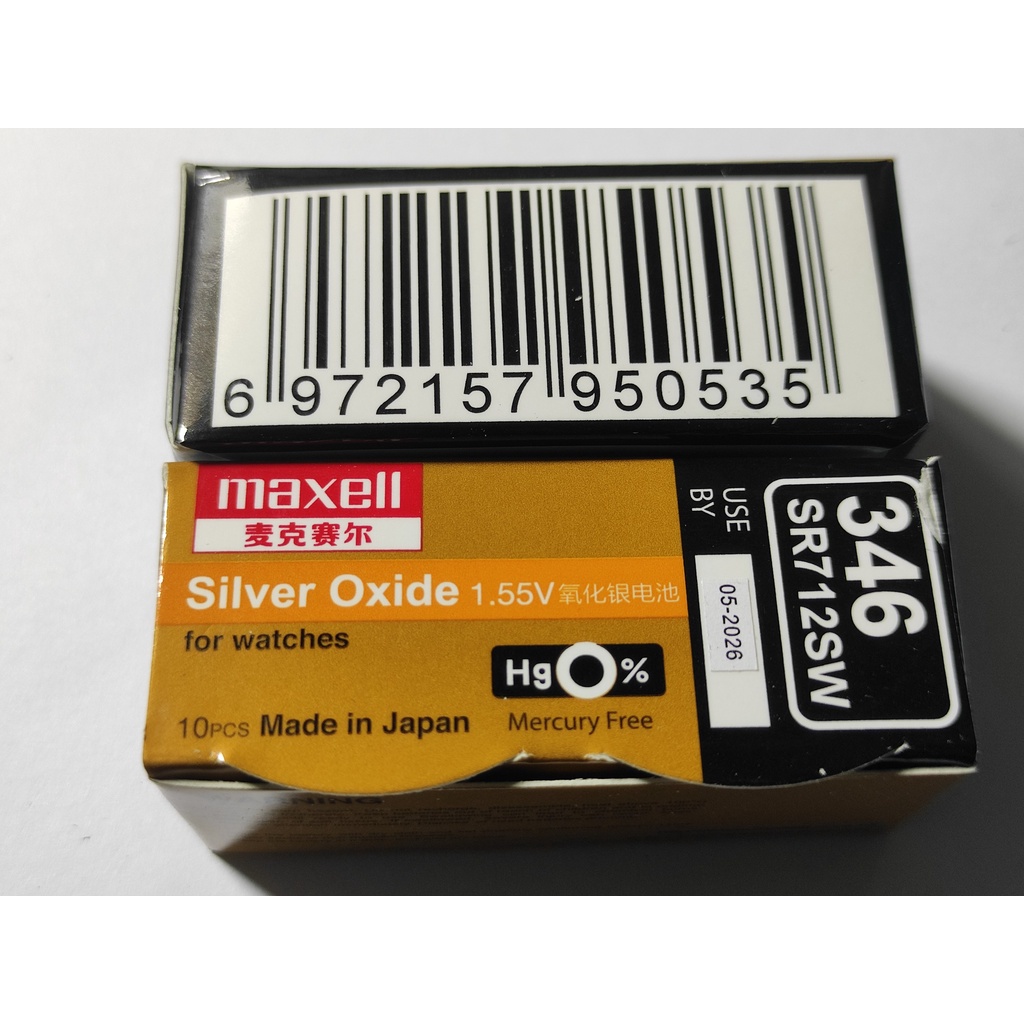 6 972157 950535
maxell
麦克赛尔
Silver Oxide 1.55V 氧化银电池
for watches
Hg 0%
Mercury Free
10PCS Made in Japan
USE
BY
05-2026
346
SR712SW